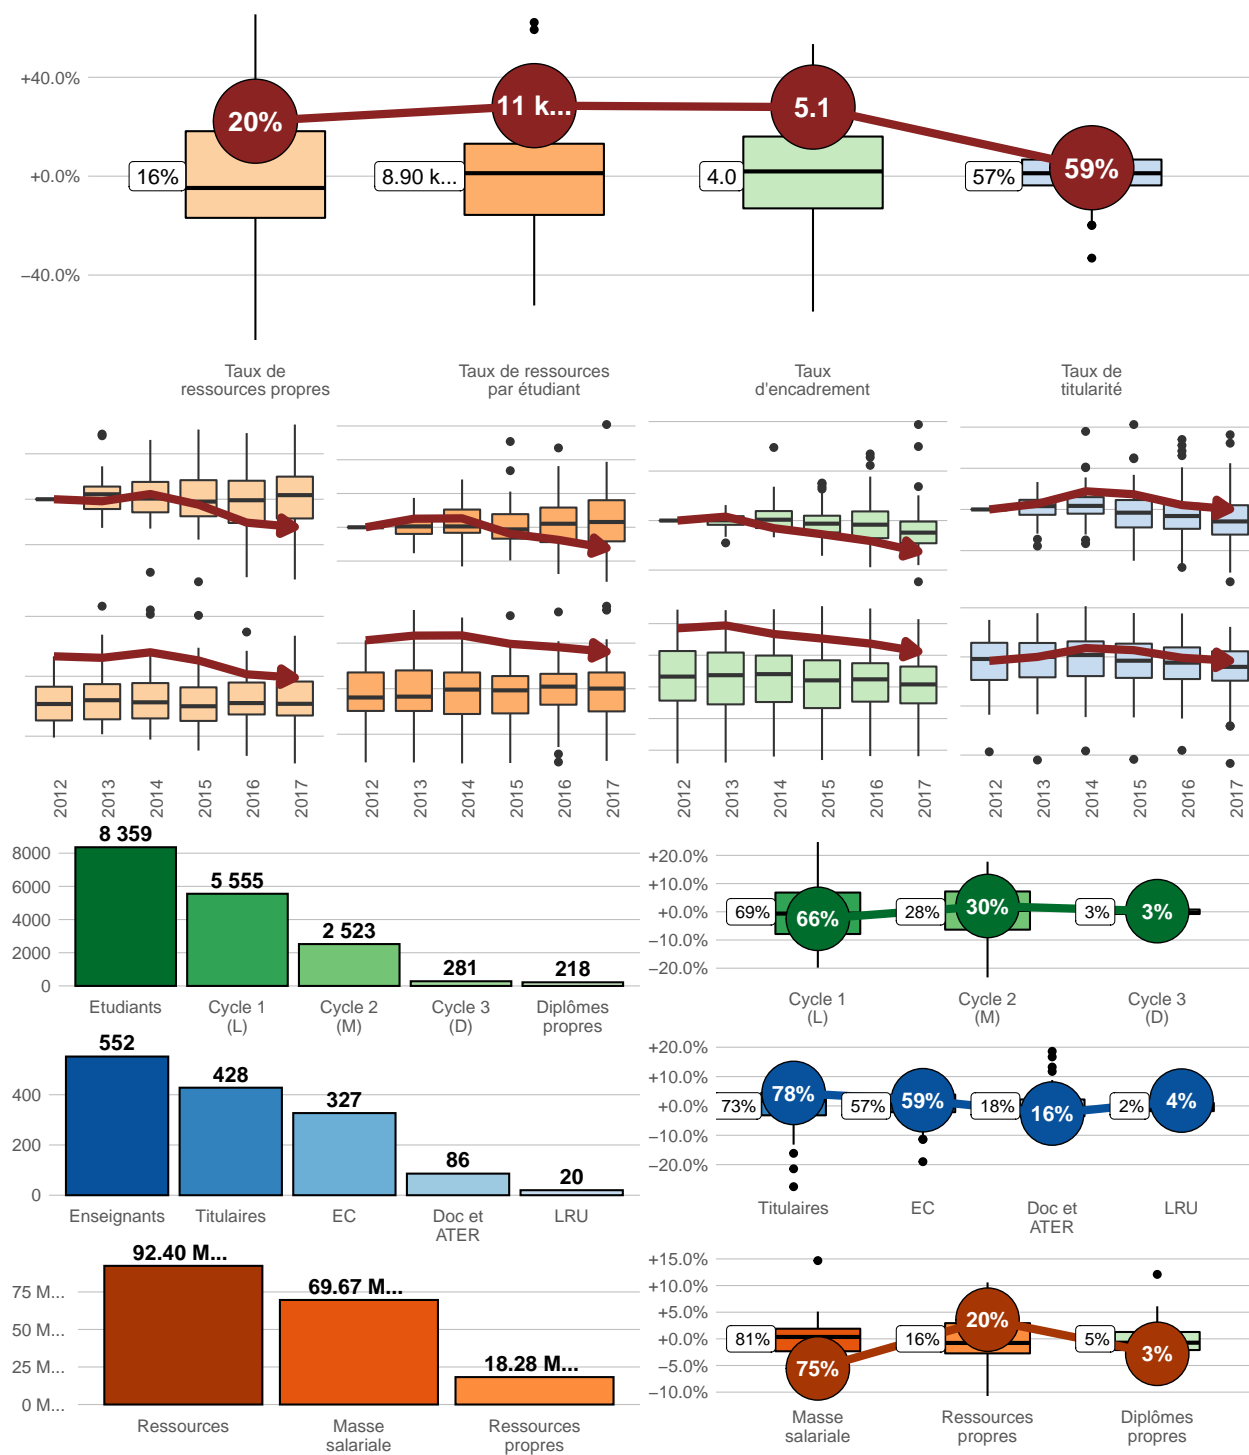 +40.0%
+0.0%
−40.0%
20%
11 k...
5.1
59%
16%
8.90 k...
4.0
57%
Taux de
ressources propres
Taux de ressources
par étudiant
Taux
d'encadrement
Taux de
titularité
2012
2013
2014
2015
2016
2017
2012
2013
2014
2015
2016
2017
2012
2013
2014
2015
2016
2017
2012
2013
2014
2015
2016
2017
8000
6000
4000
2000
0
8 359
5 555
2 523
281
218
Etudiants
Cycle 1
(L)
Cycle 2
(M)
Cycle 3
(D)
Diplômes
propres
+20.0%
+10.0%
+0.0%
−10.0%
−20.0%
69%
66%
28%
30%
3%
3%
Cycle 1
(L)
Cycle 2
(M)
Cycle 3
(D)
400
200
0
552
428
327
86
20
Enseignants
Titulaires
EC
Doc et
ATER
LRU
+20.0%
+10.0%
+0.0%
−10.0%
−20.0%
73%
78%
57%
59%
18%
16%
2%
4%
Titulaires
EC
Doc et
ATER
LRU
75 M...
50 M...
25 M...
0 M...
92.40 M...
69.67 M...
18.28 M...
Ressources
Masse
salariale
Ressources
propres
+15.0%
+10.0%
+5.0%
+0.0%
−5.0%
−10.0%
81%
75%
16%
20%
5%
3%
Masse
salariale
Ressources
propres
Diplômes
propres